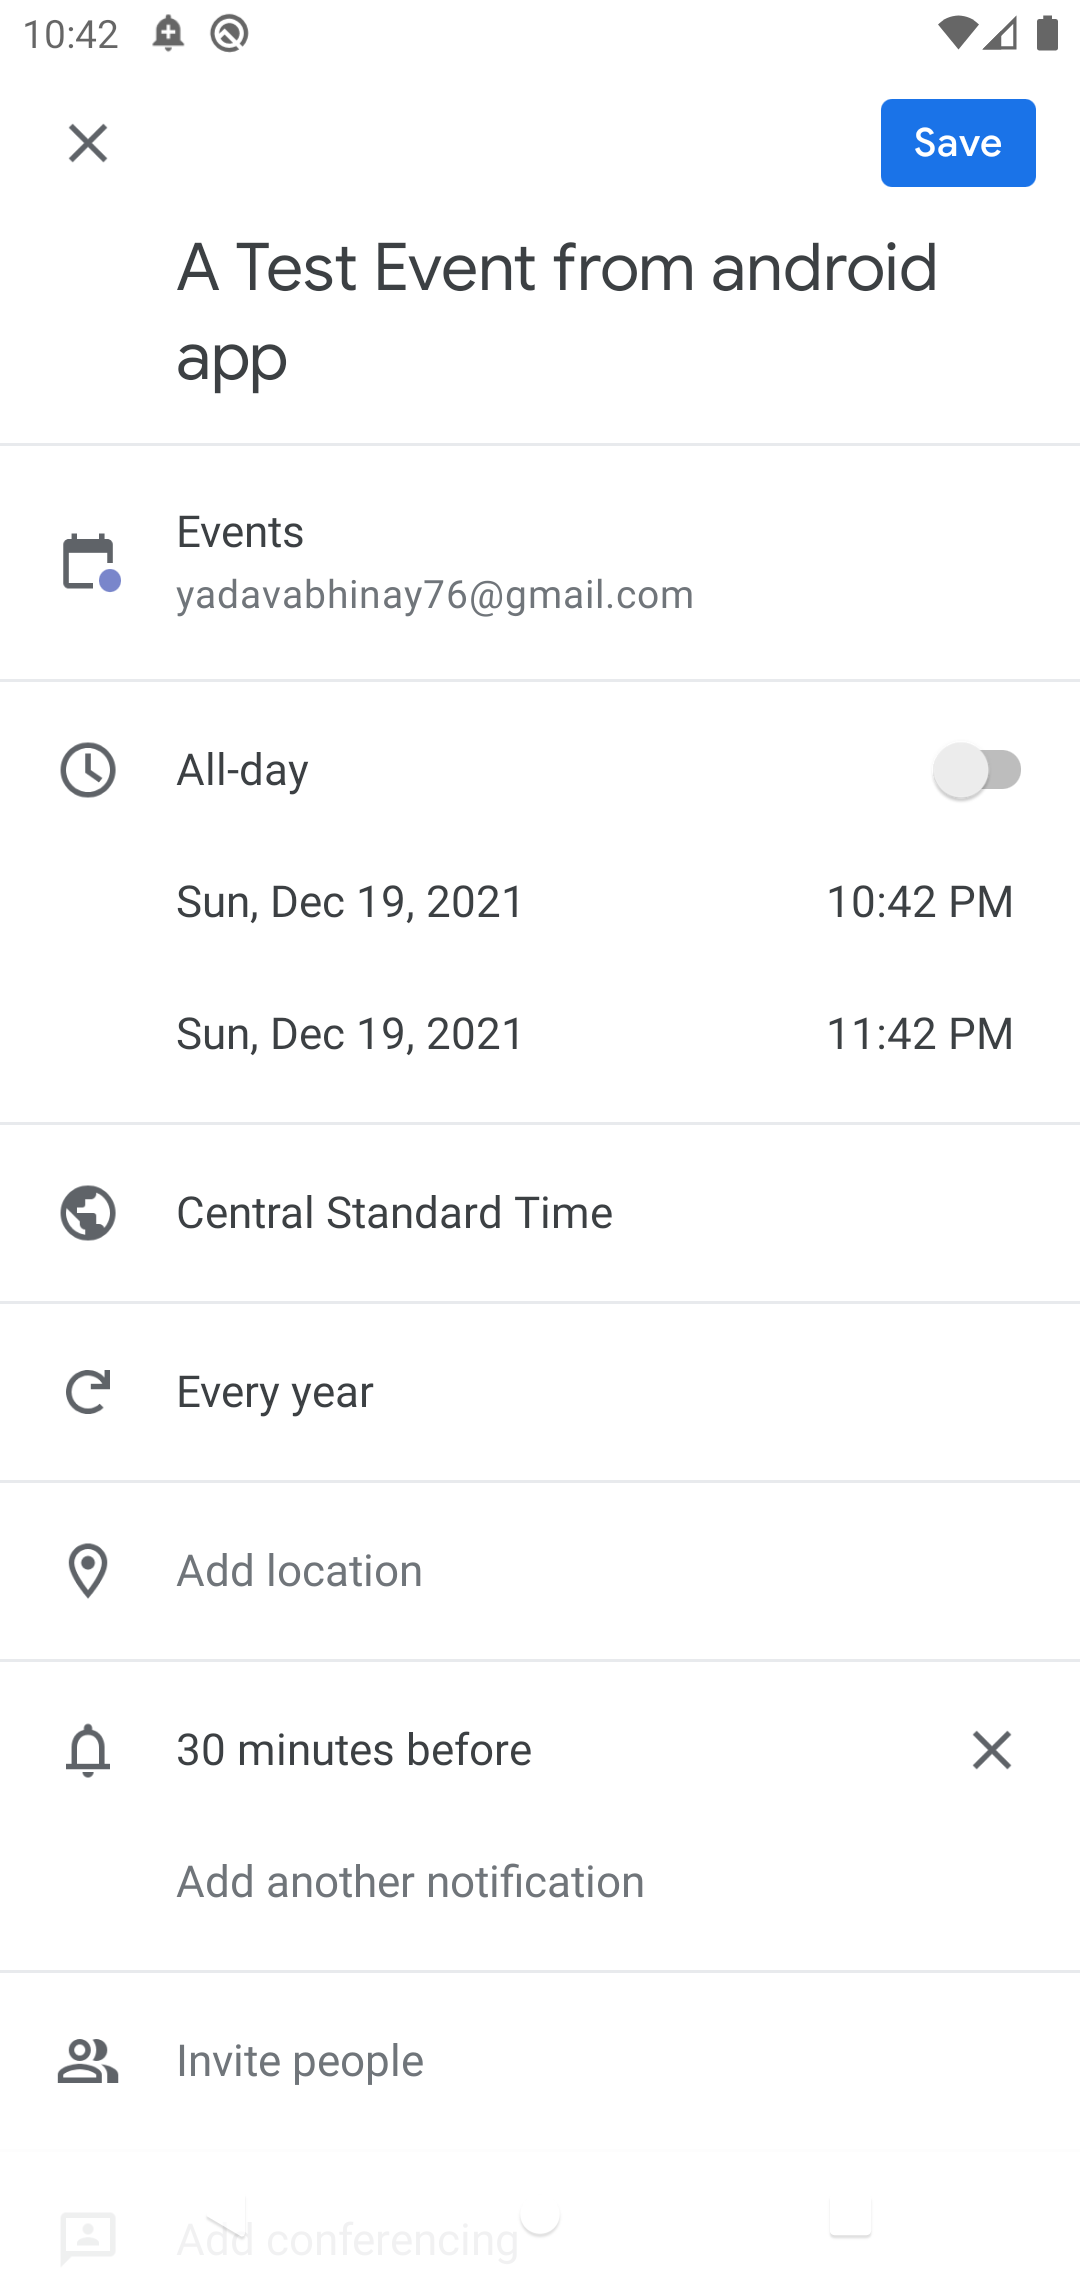 10:42
Save
A Test Event from android
app
Events
yadavabhinay76@gmail.com
All-day
Sun, Dec 19, 2021 10:42 PM
Sun, Dec 19, 2021 11:42 PM
Central Standard Time
Every year
Add location
30 minutes before
Add another notification
Invite people
Add conferencing